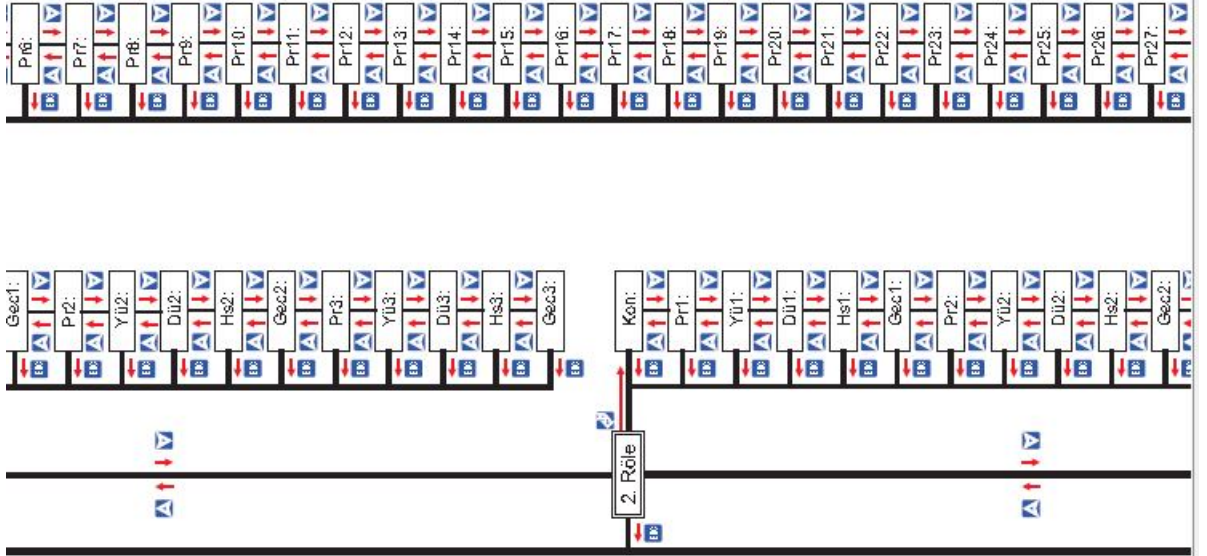 Pr6:
Pr7:
Pr8:
Pr9:
Pr10:
Pr11:
Pr12:
Pr13:
Pr14:
Pr15:
Pr16:
Pr17:
Pr18:
Pr19:
Pr20:
Pr21:
Pr22:
Pr23:
Pr24:
Pr25:
Pr26:
Pr27:
Gec1:
Pr2:
Yü2:
Dü2:
Hs2:
Gec2:
Pr3:
Yü3:
Dü3:
Hs3:
Gec3:
Kon:
Pr1:
Yü1:
Dü1:
Hs1:
Gec1:
Pr2:
Yü2:
Dü2:
Hs2:
Gec2:
2. Röle